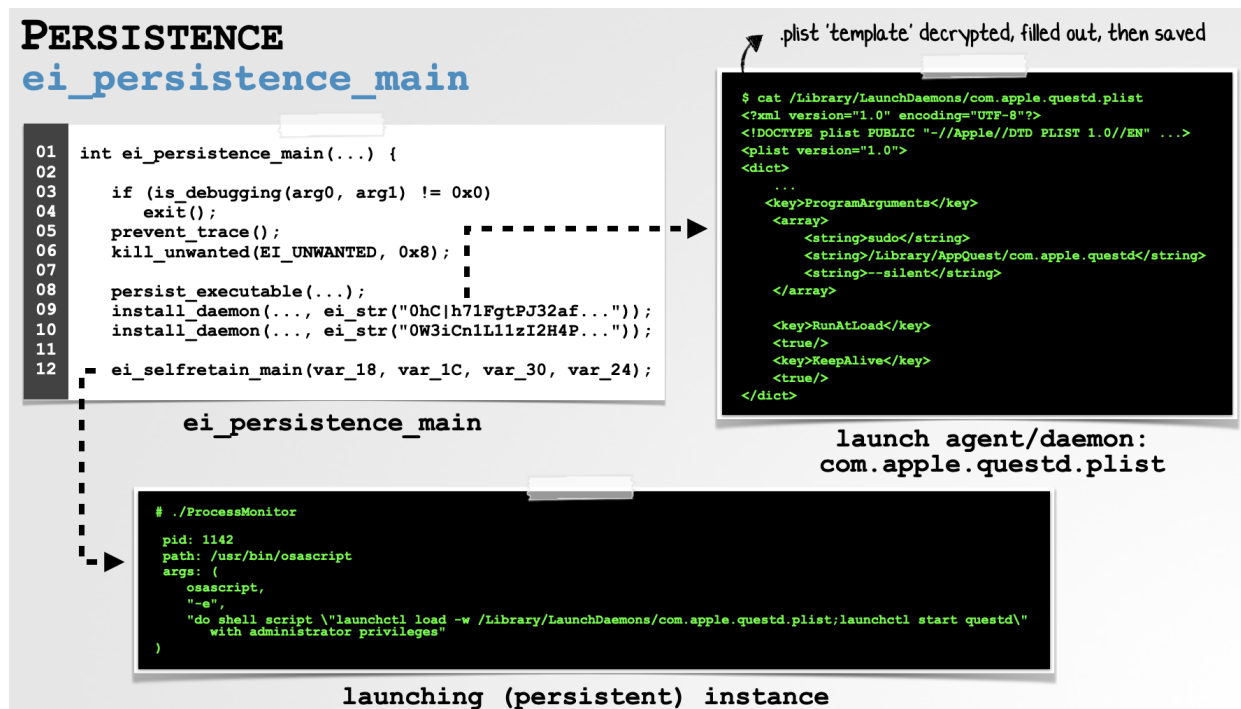 PERSISTENCE
ei_persistence_main
.plist 'template' decrypted, filled out, then saved
01 int ei_persistence_main(...) {
02
03 if (is_debugging(arg0, arg1) != 0x0)
04 exit();
05 prevent_trace();
06 kill_unwanted(EI_UNWANTED, 0x8);
07
08 persist_executable(...);
09 install_daemon(..., ei_str("0hC|h71FgtPJ32af..."));
10 install_daemon(..., ei_str("0W3iCn1L11zI2H4P..."));
11
12 ei_selfretain_main(var_18, var_1C, var_30, var_24);
ei_persistence_main
$ cat /Library/LaunchDaemons/com.apple.questd.plist
<?xml version="1.0" encoding="UTF-8"?>
<!DOCTYPE plist PUBLIC "-//Apple//DTD PLIST 1.0//EN" ...>
<plist version="1.0">
<dict>
...
<key>ProgramArguments</key>
<array>
<string>sudo</string>
<string>/Library/AppQuest/com.apple.questd</string>
<string>--silent</string>
</array>
<key>RunAtLoad</key>
<true/>
<key>KeepAlive</key>
<true/>
</dict>
launch agent/daemon:
com.apple.questd.plist
# ./ProcessMonitor
pid: 1142
path: /usr/bin/osascript
args: (
osascript,
"-e",
"do shell script \"launchctl load -w /Library/LaunchDaemons/com.apple.questd.plist;launchctl start questd\"
with administrator privileges"
)
launching (persistent) instance